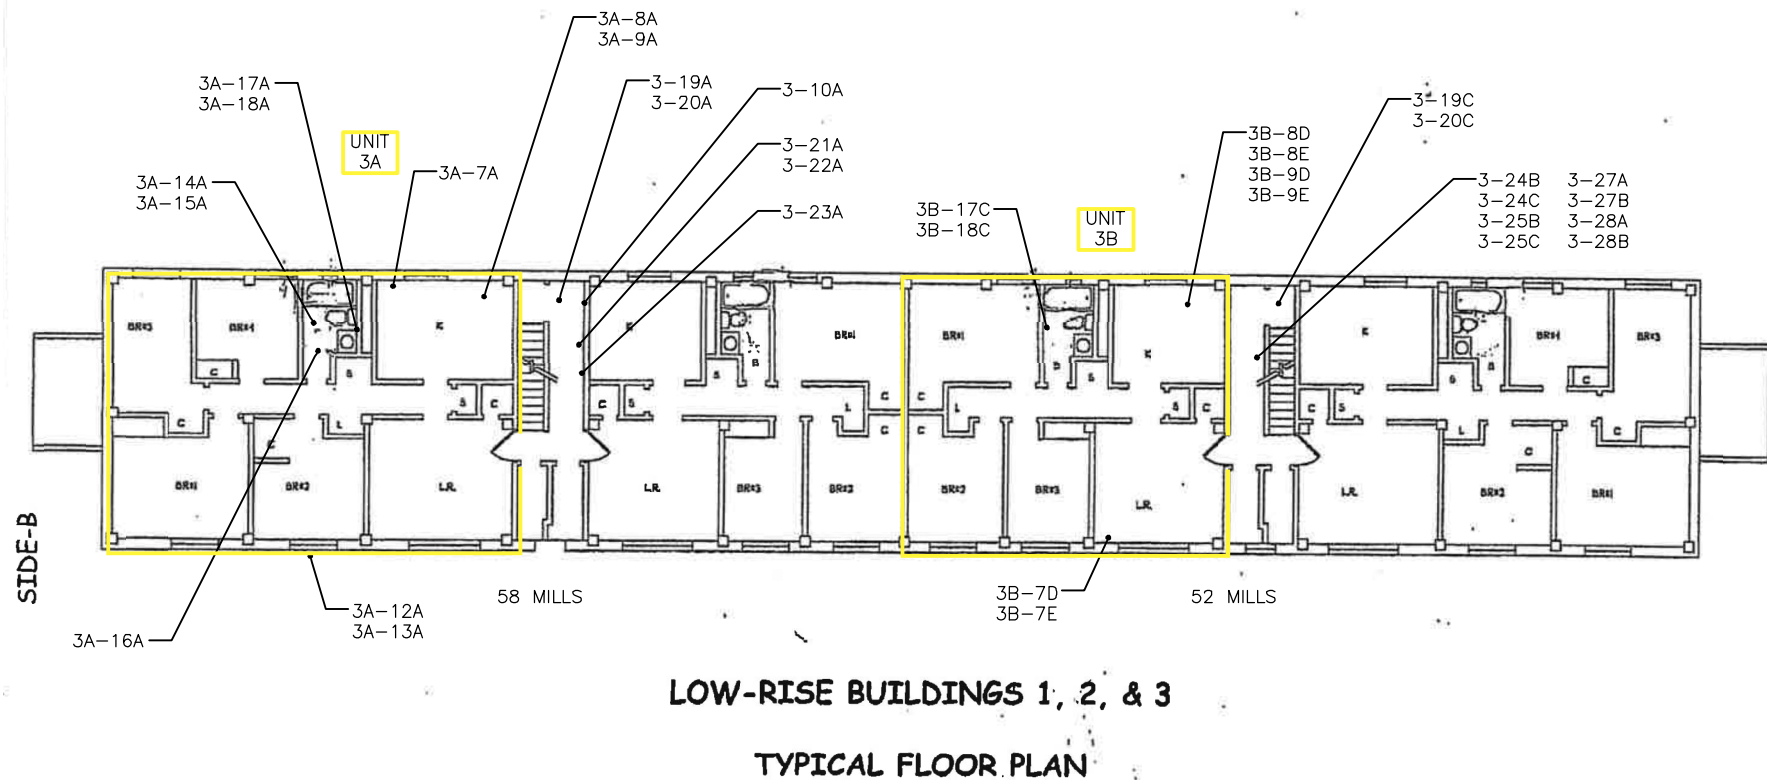 3A-8A
3A-9A
3A-17A
3A-18A
3-19A
3-20A
3-10A
3-19C
3-20C
UNIT
3A
3A-7A
3-21A
3-22A
3B-8D
3B-8E
3B-9D
3B-9E
3A-14A
3A-15A
3-23A
3B-17C
3B-18C
UNIT
3B
3-24B 3-27A
3-24C 3-27B
3-25B 3-28A
3-25C 3-28B
BR#3 BR#4 K K BR#1 BR#1 K K BR#4 BR#3
C S S B D S S B C
C L S C C S L C C L S C C S L C
C C C C
BR#1 BR#2 L.R. L.R. BR#3 BR#2 BR#2 BR#3 L.R. L.R. BR#2 BR#1
SIDE-B
3A-16A
3A-12A
3A-13A
58 MILLS
3B-7D
3B-7E
52 MILLS
LOW-RISE BUILDINGS 1, 2, & 3
TYPICAL FLOOR PLAN